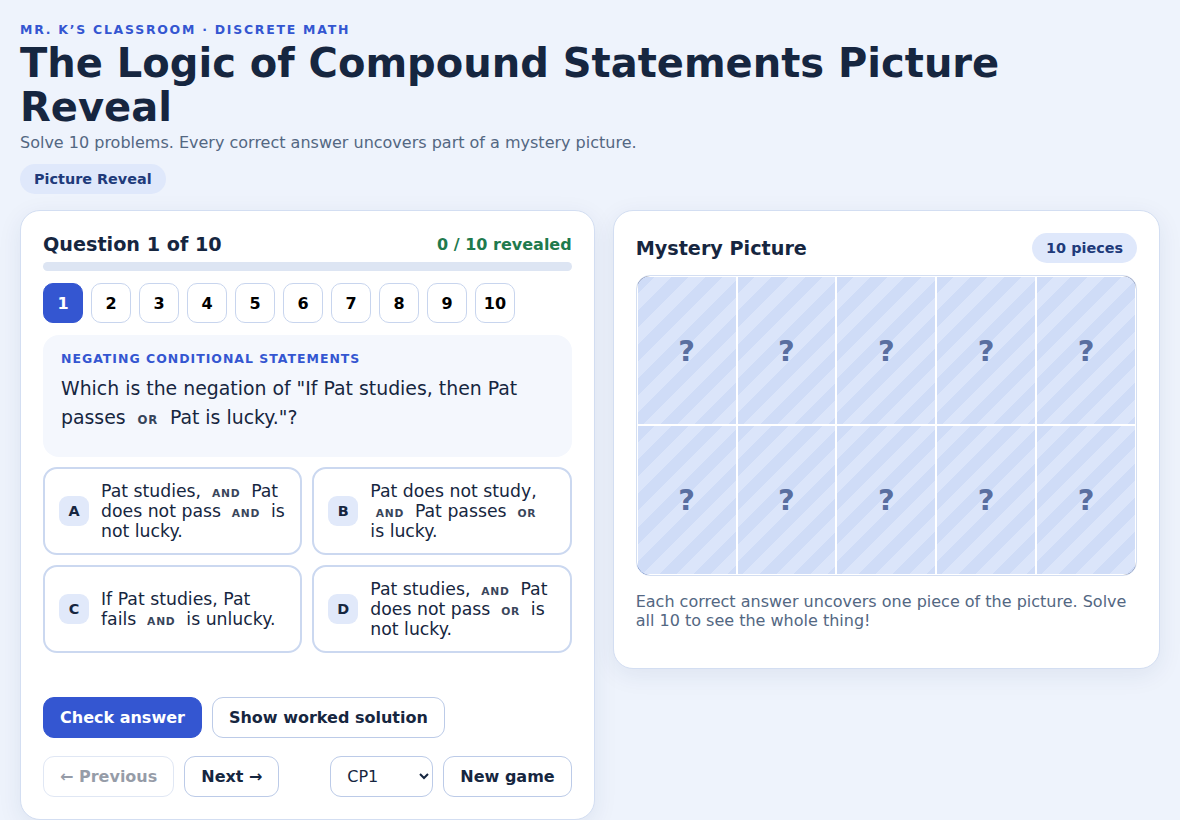 MR. K’S CLASSROOM · DISCRETE MATH
The Logic of Compound Statements Picture
Reveal
Solve 10 problems. Every correct answer uncovers part of a mystery picture.
Picture Reveal
Question 1 of 10
0 / 10 revealed
1 2 3 4 5 6 7 8 9 10
NEGATING CONDITIONAL STATEMENTS
Which is the negation of "If Pat studies, then Pat
passes OR Pat is lucky."?
A
Pat studies, AND Pat
does not pass AND is
not lucky.
B
Pat does not study,
AND Pat passes OR
is lucky.
C
If Pat studies, Pat
fails AND is unlucky.
D
Pat studies, AND Pat
does not pass OR is
not lucky.
Check answer
Show worked solution
← Previous
Next →
CP1
New game
Mystery Picture
10 pieces
? ? ? ? ?
? ? ? ? ?
Each correct answer uncovers one piece of the picture. Solve
all 10 to see the whole thing!